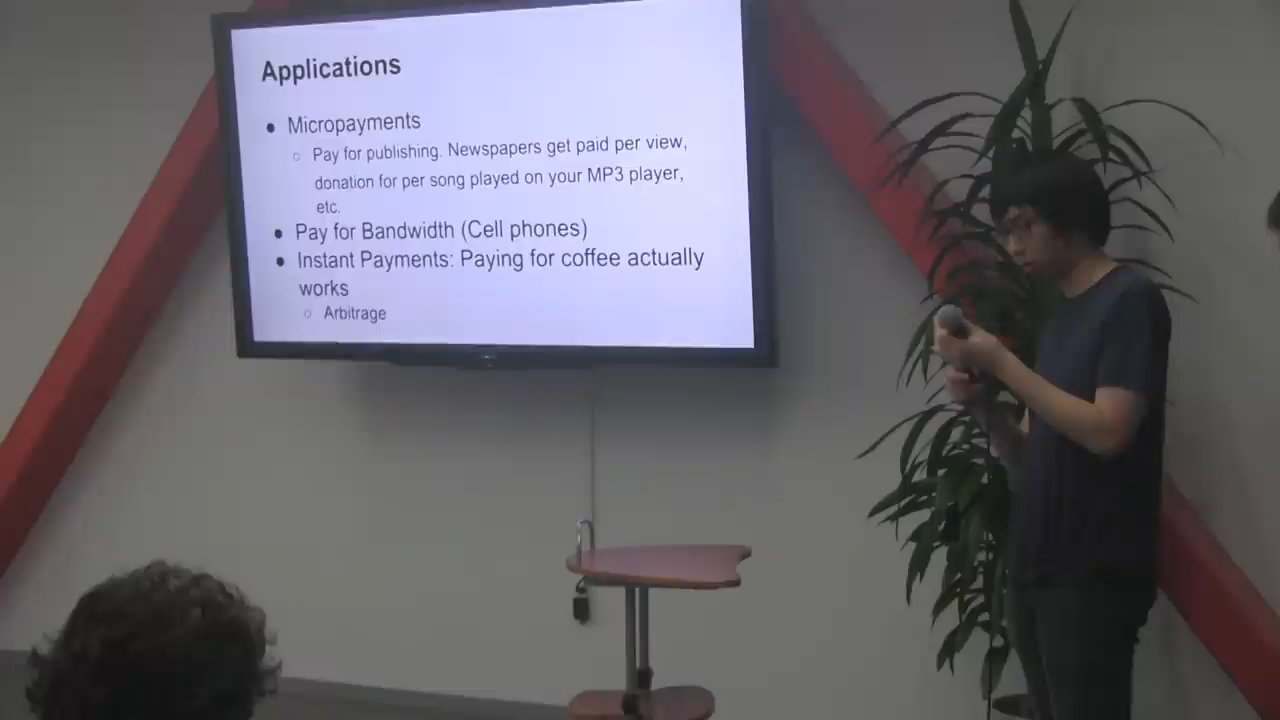 Applications
● Micropayments
○ Pay for publishing. Newspapers get paid per view,
donation for per song played on your MP3 player,
etc.
● Pay for Bandwidth (Cell phones)
● Instant Payments: Paying for coffee actually
works
○ Arbitrage